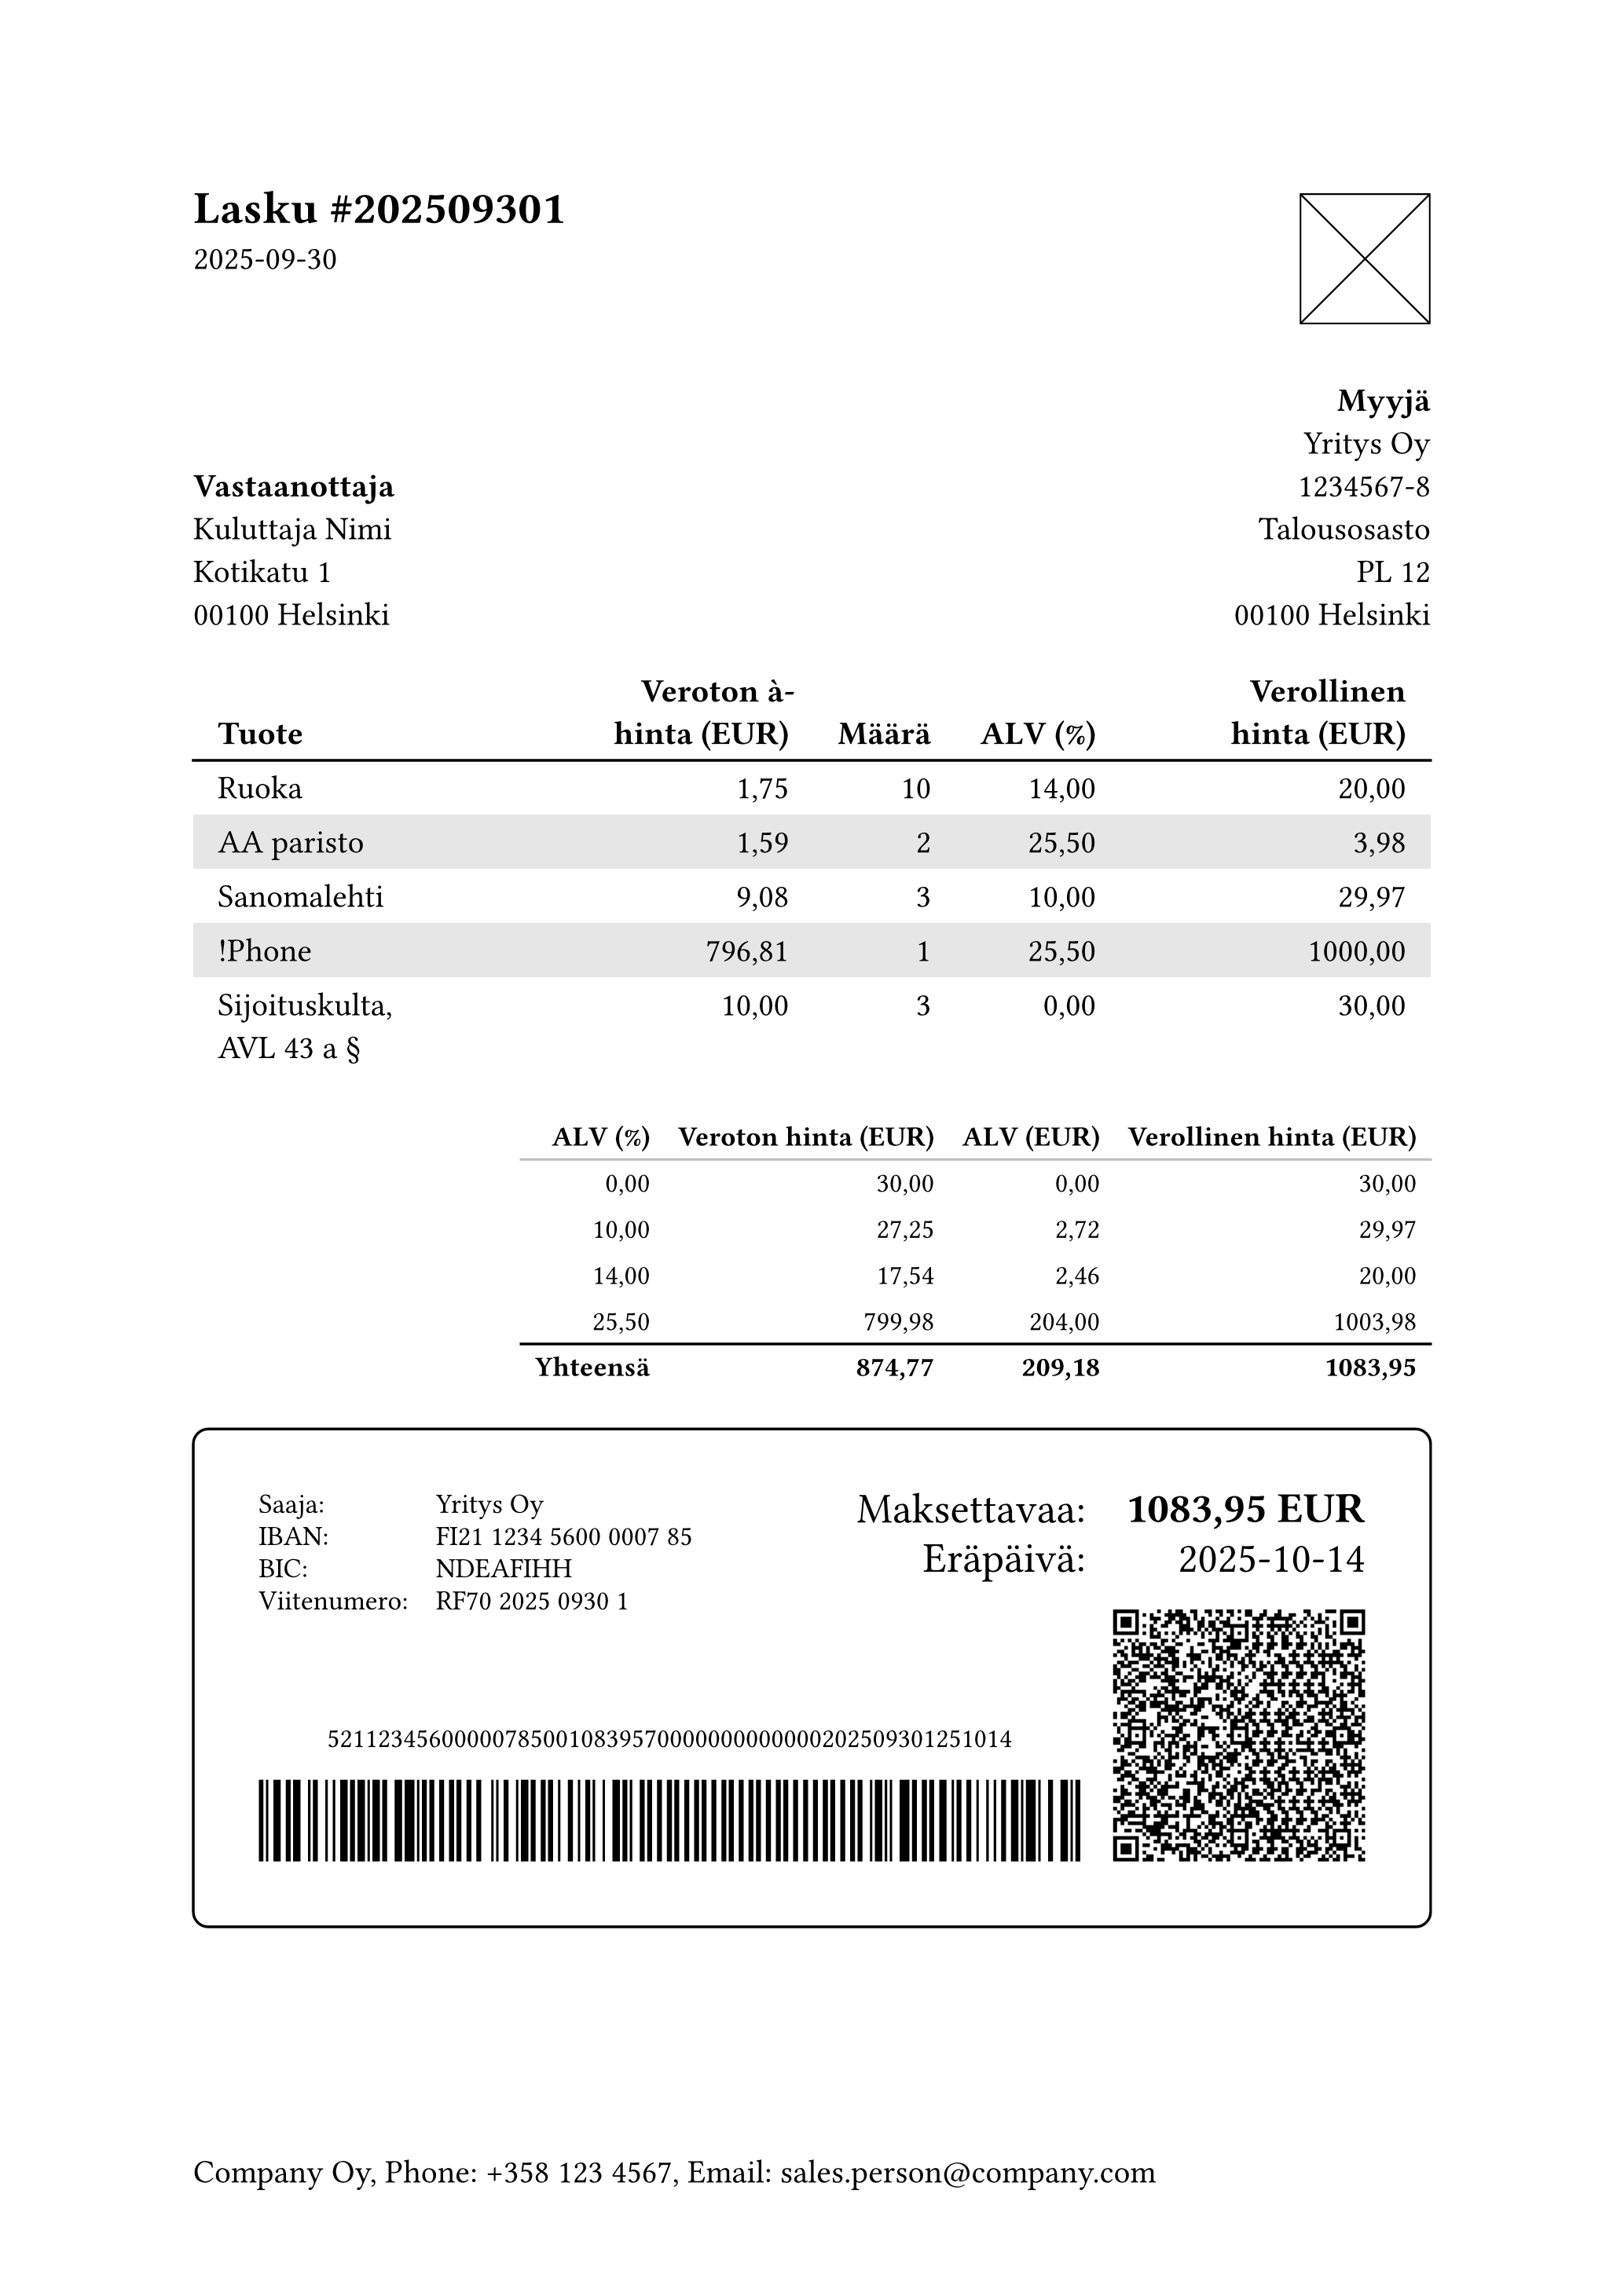 Lasku #202509301
2025-09-30
Myyjä
Yritys Oy
1234567-8
Talousosasto
PL 12
00100 Helsinki
Vastaanottaja
Kuluttaja Nimi
Kotikatu 1
00100 Helsinki
Tuote Veroton à-hinta (EUR) Määrä ALV (%) Verollinen hinta (EUR)
Ruoka 1,75 10 14,00 20,00
AA paristo 1,59 2 25,50 3,98
Sanomalehti 9,08 3 10,00 29,97
!Phone 796,81 1 25,50 1000,00
Sijoituskulta, 10,00 3 0,00 30,00
AVL 43 a §
ALV (%) Veroton hinta (EUR) ALV (EUR) Verollinen hinta (EUR)
0,00 30,00 0,00 30,00
10,00 27,25 2,72 29,97
14,00 17,54 2,46 20,00
25,50 799,98 204,00 1003,98
Yhteensä 874,77 209,18 1083,95
Saaja: Yritys Oy
IBAN: FI21 1234 5600 0007 85
BIC: NDEAFIHH
Viitenumero: RF70 2025 0930 1
Maksettavaa: 1083,95 EUR
Eräpäivä: 2025-10-14
521123456000007850010839570000000000000202509301251014
Company Oy, Phone: +358 123 4567, Email: sales.person@company.com